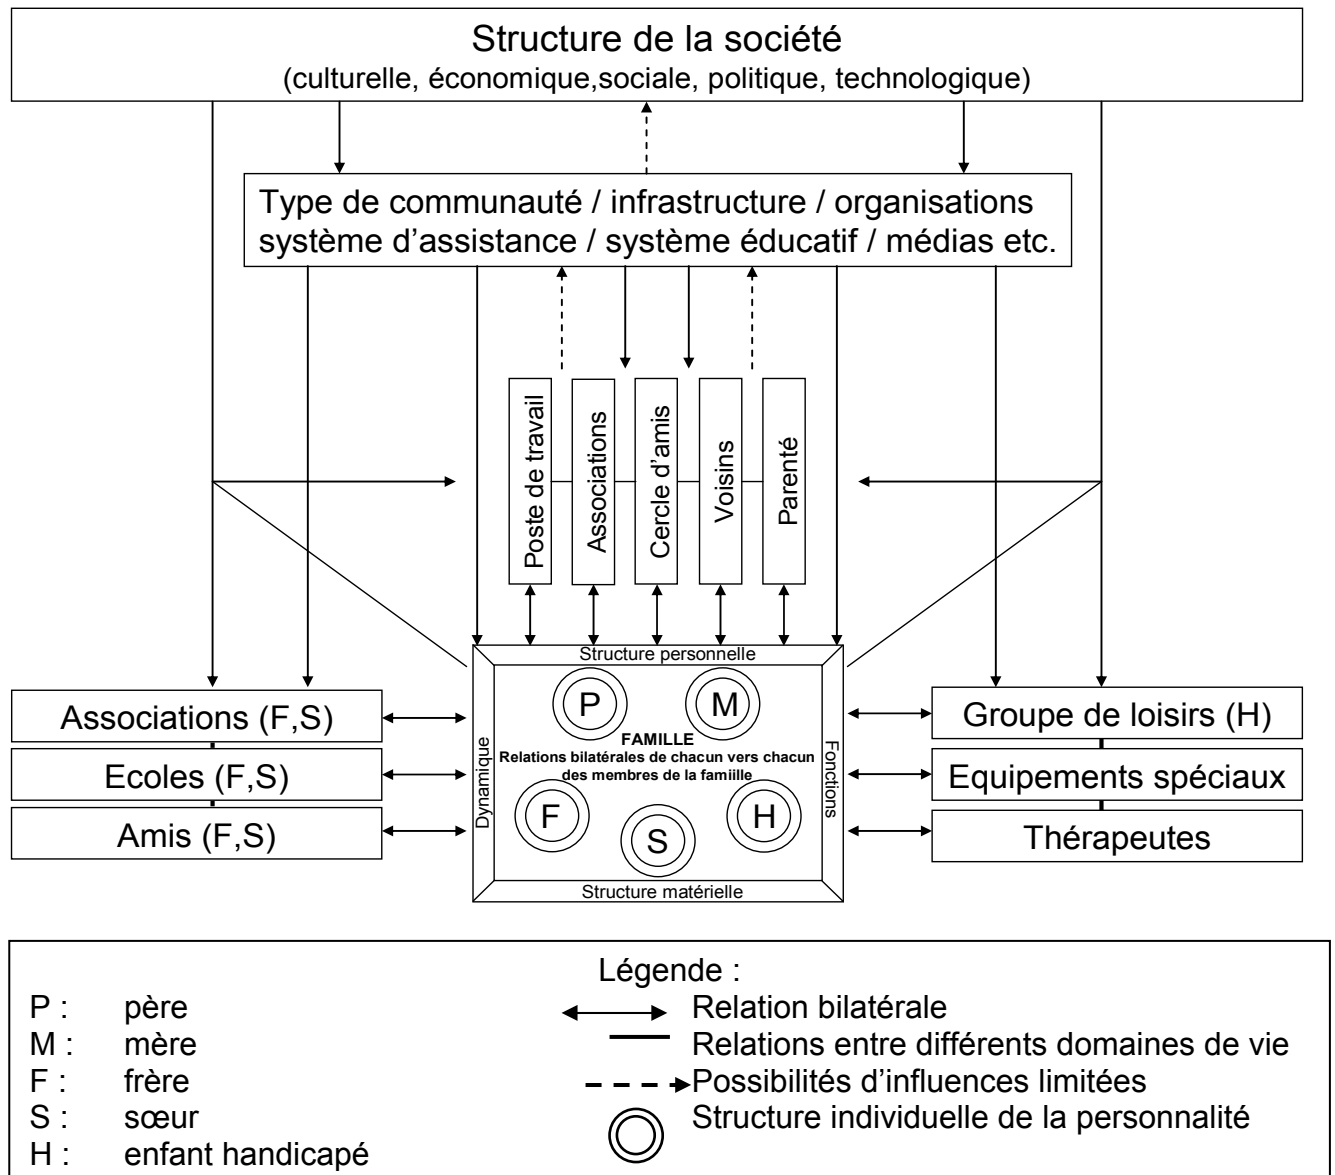 Structure de la société
(culturelle, économique,sociale, politique, technologique)
Type de communauté / infrastructure / organisations
système d'assistance / système éducatif / médias etc.
Poste de travail
Associations
Cercle d'amis
Voisins
Parenté
Structure personnelle
Dynamique
Fonctions
Structure matérielle
P
M
FAMILLE
Relations bilatérales de chacun vers chacun
des membres de la famiille
F
S
H
Associations (F,S)
Ecoles (F,S)
Amis (F,S)
Groupe de loisirs (H)
Equipements spéciaux
Thérapeutes
Légende :
P : père
M : mère
F : frère
S : sœur
H : enfant handicapé
Relation bilatérale
Relations entre différents domaines de vie
Possibilités d'influences limitées
Structure individuelle de la personnalité